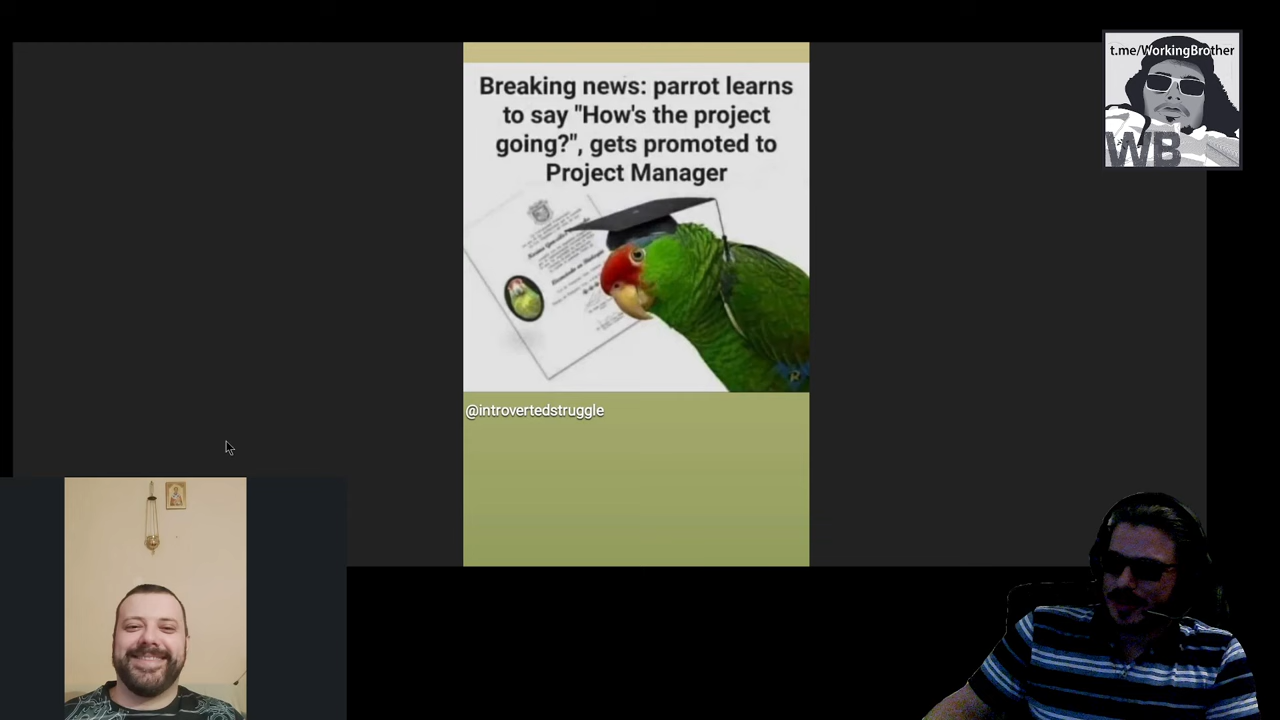 t.me/WorkingBrother
WB
Breaking news: parrot learns
to say "How's the project
going?", gets promoted to
Project Manager
@introvertedstruggle